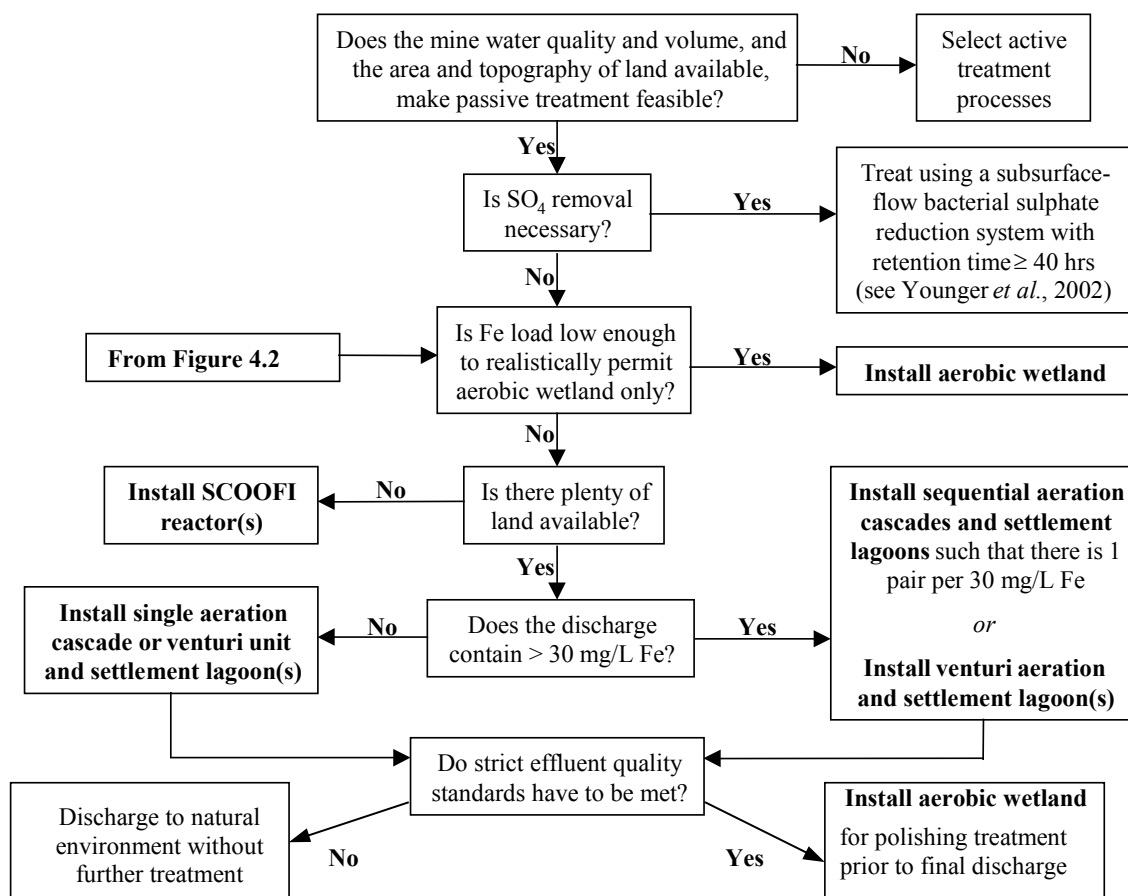 Does the mine water quality and volume, and
the area and topography of land available,
make passive treatment feasible?
No
Select active
treatment
processes
Yes
Is SO4 removal
necessary?
Yes
Treat using a subsurface-
flow bacterial sulphate
reduction system with
retention time ≥ 40 hrs
(see Younger et al., 2002)
No
From Figure 4.2
Is Fe load low enough
to realistically permit
aerobic wetland only?
Yes
Install aerobic wetland
No
Install SCOOFI
reactor(s)
No
Is there plenty of
land available?
Yes
Install sequential aeration
cascades and settlement
lagoons such that there is 1
pair per 30 mg/L Fe
or
Install venturi aeration
and settlement lagoon(s)
Install single aeration
cascade or venturi unit
and settlement lagoon(s)
No
Does the discharge
contain > 30 mg/L Fe?
Yes
Do strict effluent quality
standards have to be met?
Discharge to natural
environment without
further treatment
No
Yes
Install aerobic wetland
for polishing treatment
prior to final discharge